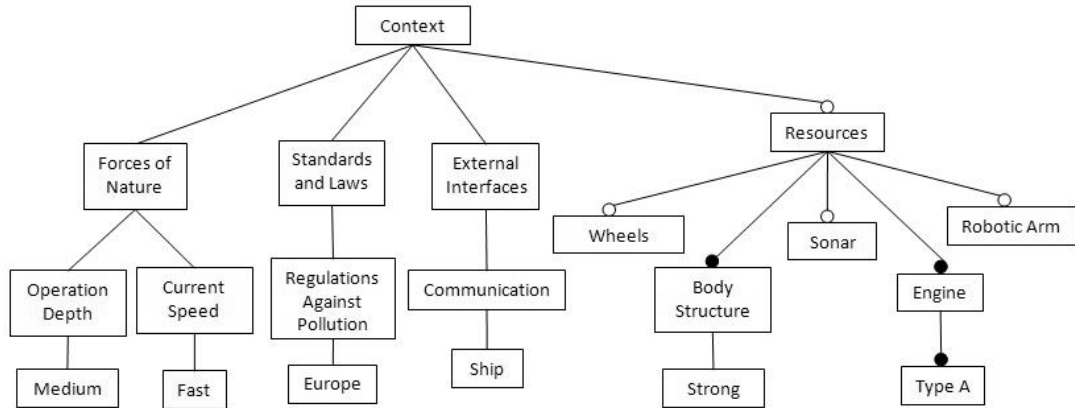 Context
Resources
Forces of
Nature
Standards
and Laws
External
Interfaces
Wheels
Sonar
Robotic Arm
Operation
Depth
Current
Speed
Regulations
Against
Pollution
Communication
Body
Structure
Engine
Medium
Fast
Europe
Ship
Strong
Type A